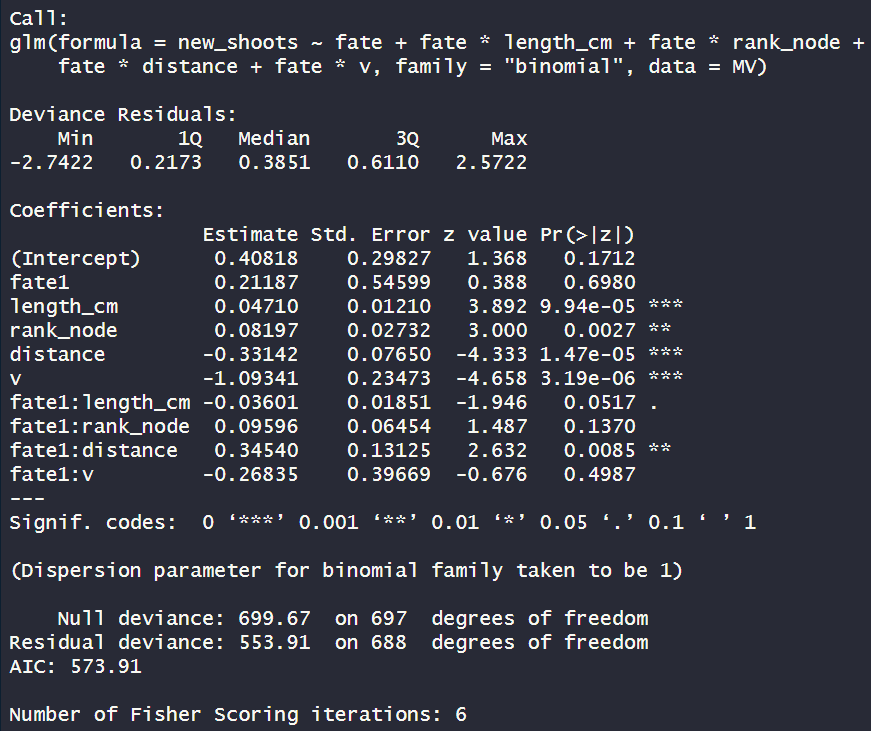 Call:
glm(formula = new_shoots ~ fate + fate * length_cm + fate * rank_node +
    fate * distance + fate * v, family = "binomial", data = MV)

Deviance Residuals:
    Min       1Q   Median       3Q      Max
-2.7422   0.2173   0.3851   0.6110   2.5722

Coefficients:
                Estimate Std. Error z value Pr(>|z|)
(Intercept)      0.40818    0.29827   1.368   0.1712
fate1            0.21187    0.54599   0.388   0.6980
length_cm        0.04710    0.01210   3.892 9.94e-05 ***
rank_node        0.08197    0.02732   3.000   0.0027 **
distance        -0.33142    0.07650  -4.333 1.47e-05 ***
v               -1.09341    0.23473  -4.658 3.19e-06 ***
fate1:length_cm -0.03601    0.01851  -1.946   0.0517 .
fate1:rank_node  0.09596    0.06454   1.487   0.1370
fate1:distance   0.34540    0.13125   2.632   0.0085 **
fate1:v         -0.26835    0.39669  -0.676   0.4987
---
Signif. codes:  0 ‘***’ 0.001 ‘**’ 0.01 ‘*’ 0.05 ‘.’ 0.1 ‘ ’ 1

(Dispersion parameter for binomial family taken to be 1)

    Null deviance: 699.67  on 697  degrees of freedom
Residual deviance: 553.91  on 688  degrees of freedom
AIC: 573.91

Number of Fisher Scoring iterations: 6